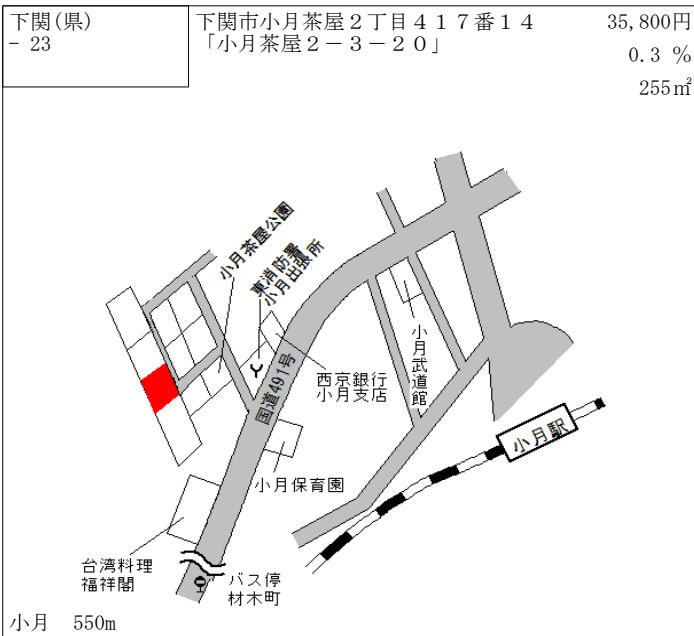 下関(県)
- 23
下関市小月茶屋２丁目４１７番１４
「小月茶屋２－３－２０」
35,800円
0.3 %
255㎡
小月茶屋公園
東消防署
小月出張所
国道491号
西京銀行
小月支店
小月武道館
小月駅
小月保育園
台湾料理
福祥閣
バス停
材木町
小月 550m